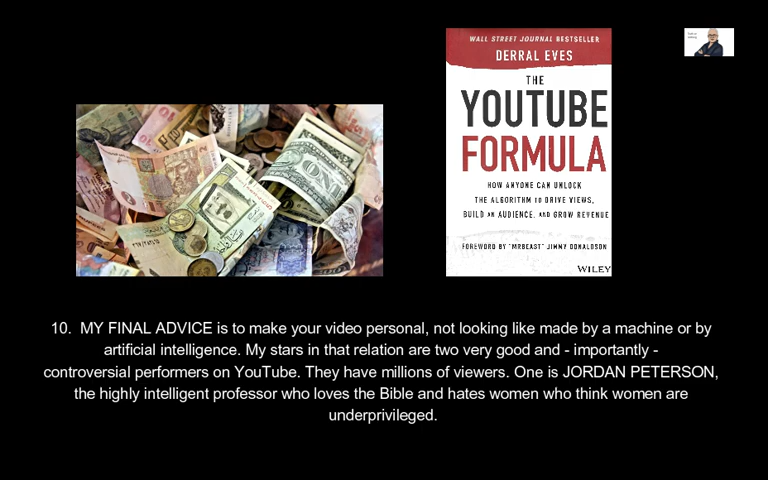 WALL STREET JOURNAL BESTSELLER
DERRAL EVES
THE
YOUTUBE
FORMULA
HOW ANYONE CAN UNLOCK
THE ALGORITHM TO DRIVE VIEWS,
BUILD AN AUDIENCE, AND GROW REVENUE
FOREWORD BY "MRBEAST" JIMMY DONALDSON
WILEY
ONE
10. MY FINAL ADVICE is to make your video personal, not looking like made by a machine or by
artificial intelligence. My stars in that relation are two very good and - importantly -
controversial performers on YouTube. They have millions of viewers. One is JORDAN PETERSON,
the highly intelligent professor who loves the Bible and hates women who think women are
underprivileged.